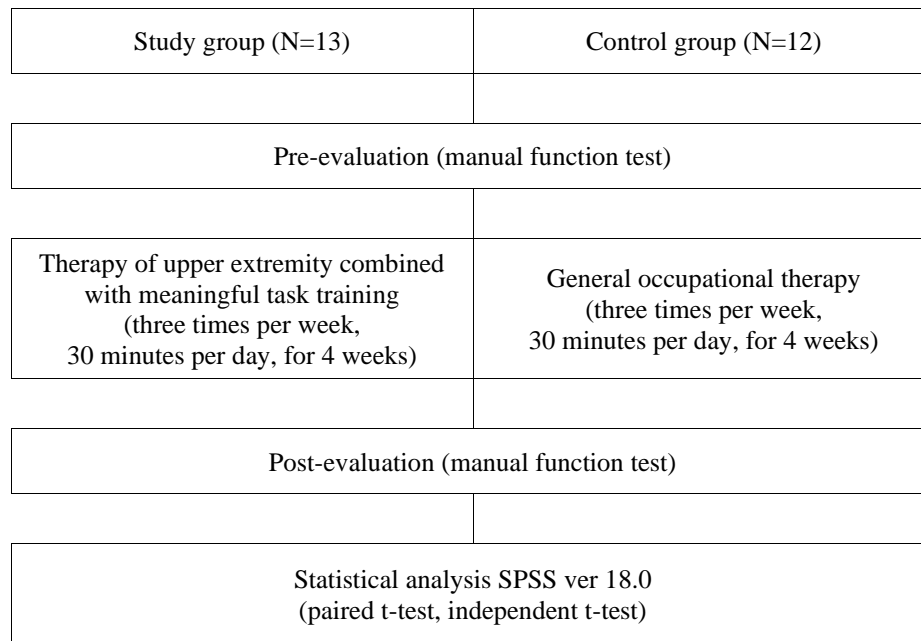 Study group (N=13)
Control group (N=12)
Pre-evaluation (manual function test)
Therapy of upper extremity combined
with meaningful task training
(three times per week,
30 minutes per day, for 4 weeks)
General occupational therapy
(three times per week,
30 minutes per day, for 4 weeks)
Post-evaluation (manual function test)
Statistical analysis SPSS ver 18.0
(paired t-test, independent t-test)